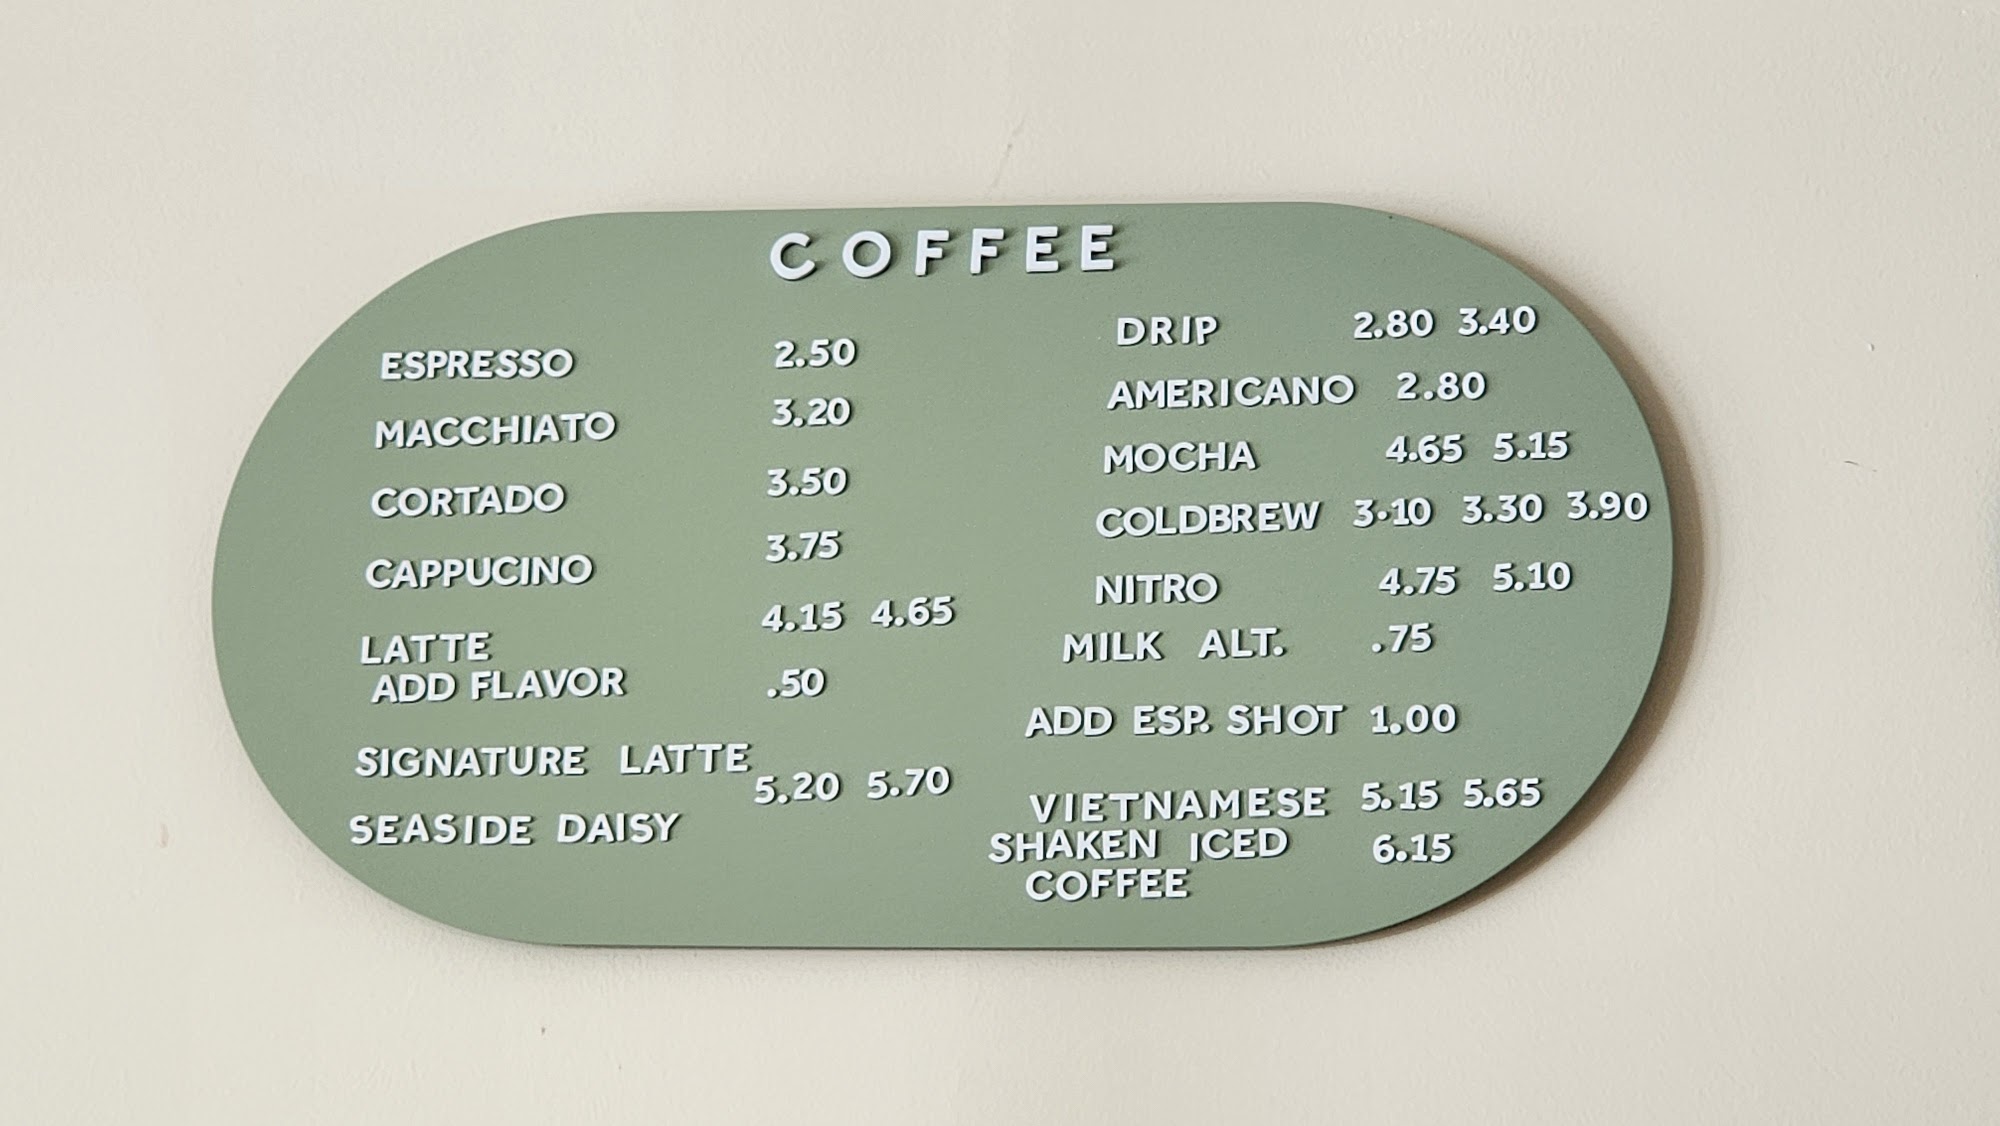 COFFEE
ESPRESSO 2.50
MACCHIATO 3.20
CORTADO 3.50
CAPPUCINO 3.75
LATTE 4.15 4.65
ADD FLAVOR .50
SIGNATURE LATTE 5.20 5.70
SEASIDE DAISY
DRIP 2.80 3.40
AMERICANO 2.80
MOCHA 4.65 5.15
COLDBREW 3.10 3.30 3.90
NITRO 4.75 5.10
MILK ALT. .75
ADD ESP. SHOT 1.00
VIETNAMESE 5.15 5.65
SHAKEN ICED 6.15
COFFEE